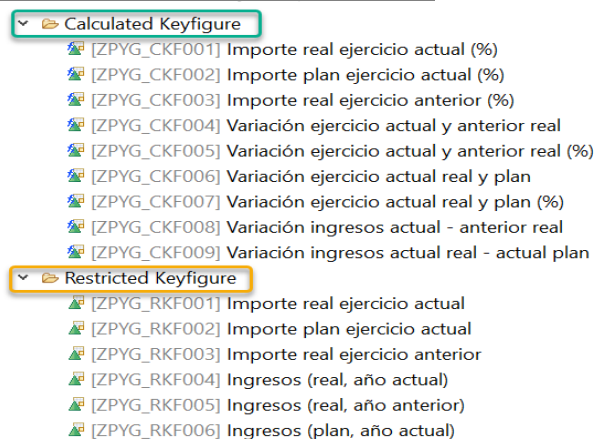 Calculated Keyfigure
[ZPYG_CKF001] Importe real ejercicio actual (%)
[ZPYG_CKF002] Importe plan ejercicio actual (%)
[ZPYG_CKF003] Importe real ejercicio anterior (%)
[ZPYG_CKF004] Variación ejercicio actual y anterior real
[ZPYG_CKF005] Variación ejercicio actual y anterior real (%)
[ZPYG_CKF006] Variación ejercicio actual real y plan
[ZPYG_CKF007] Variación ejercicio actual real y plan (%)
[ZPYG_CKF008] Variación ingresos actual - anterior real
[ZPYG_CKF009] Variación ingresos actual real - actual plan
Restricted Keyfigure
[ZPYG_RKF001] Importe real ejercicio actual
[ZPYG_RKF002] Importe plan ejercicio actual
[ZPYG_RKF003] Importe real ejercicio anterior
[ZPYG_RKF004] Ingresos (real, año actual)
[ZPYG_RKF005] Ingresos (real, año anterior)
[ZPYG_RKF006] Ingresos (plan, año actual)